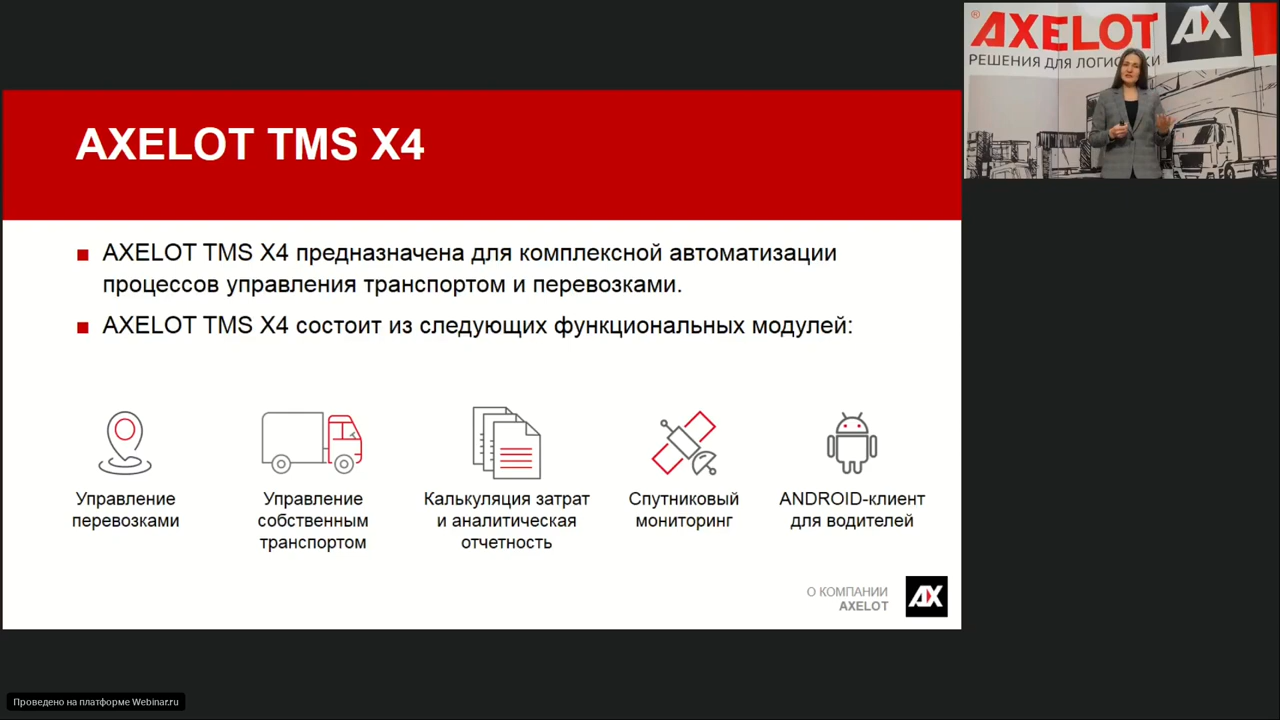 AXELOT TMS X4
AXELOT TMS X4 предназначена для комплексной автоматизации
процессов управления транспортом и перевозками.
AXELOT TMS X4 состоит из следующих функциональных модулей:
Управление
перевозками
Управление
собственным
транспортом
Калькуляция затрат
и аналитическая
отчетность
Спутниковый
мониторинг
ANDROID-клиент
для водителей
О КОМПАНИИ
AXELOT
AX
® AXELOT AX
РЕШЕНИЯ ДЛЯ
Проведено на платформе Webinar.ru